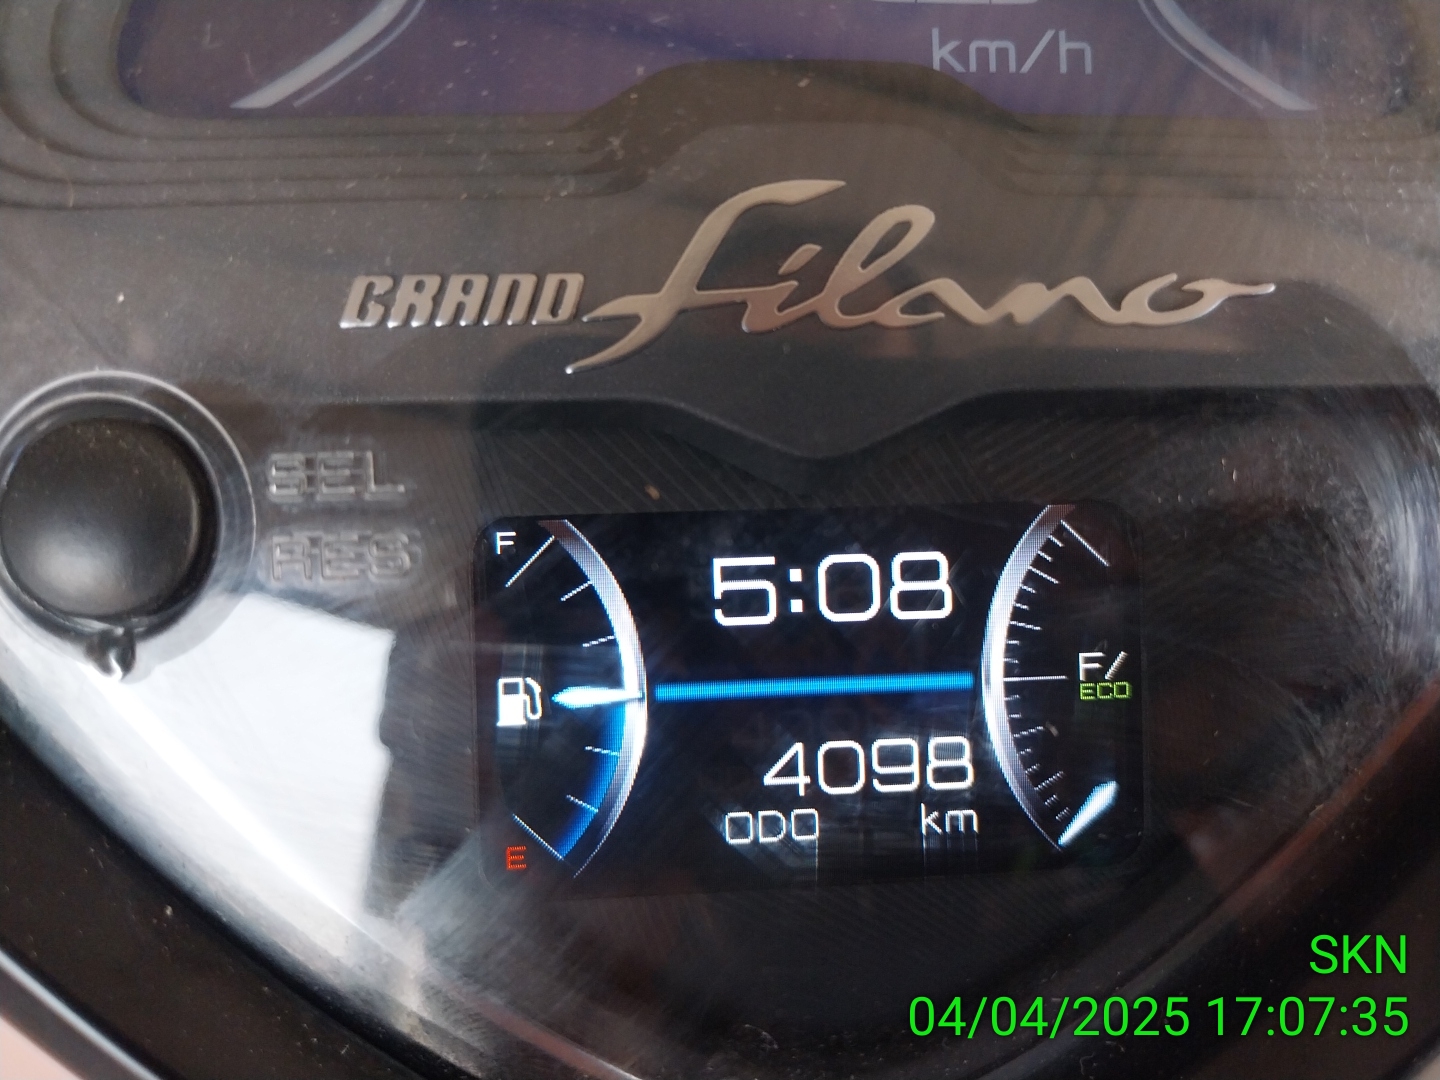 km/h
GRAND filano
SEL
RES
F
5:08
F/
ECO
4098
ODO km
E
SKN
04/04/2025 17:07:35